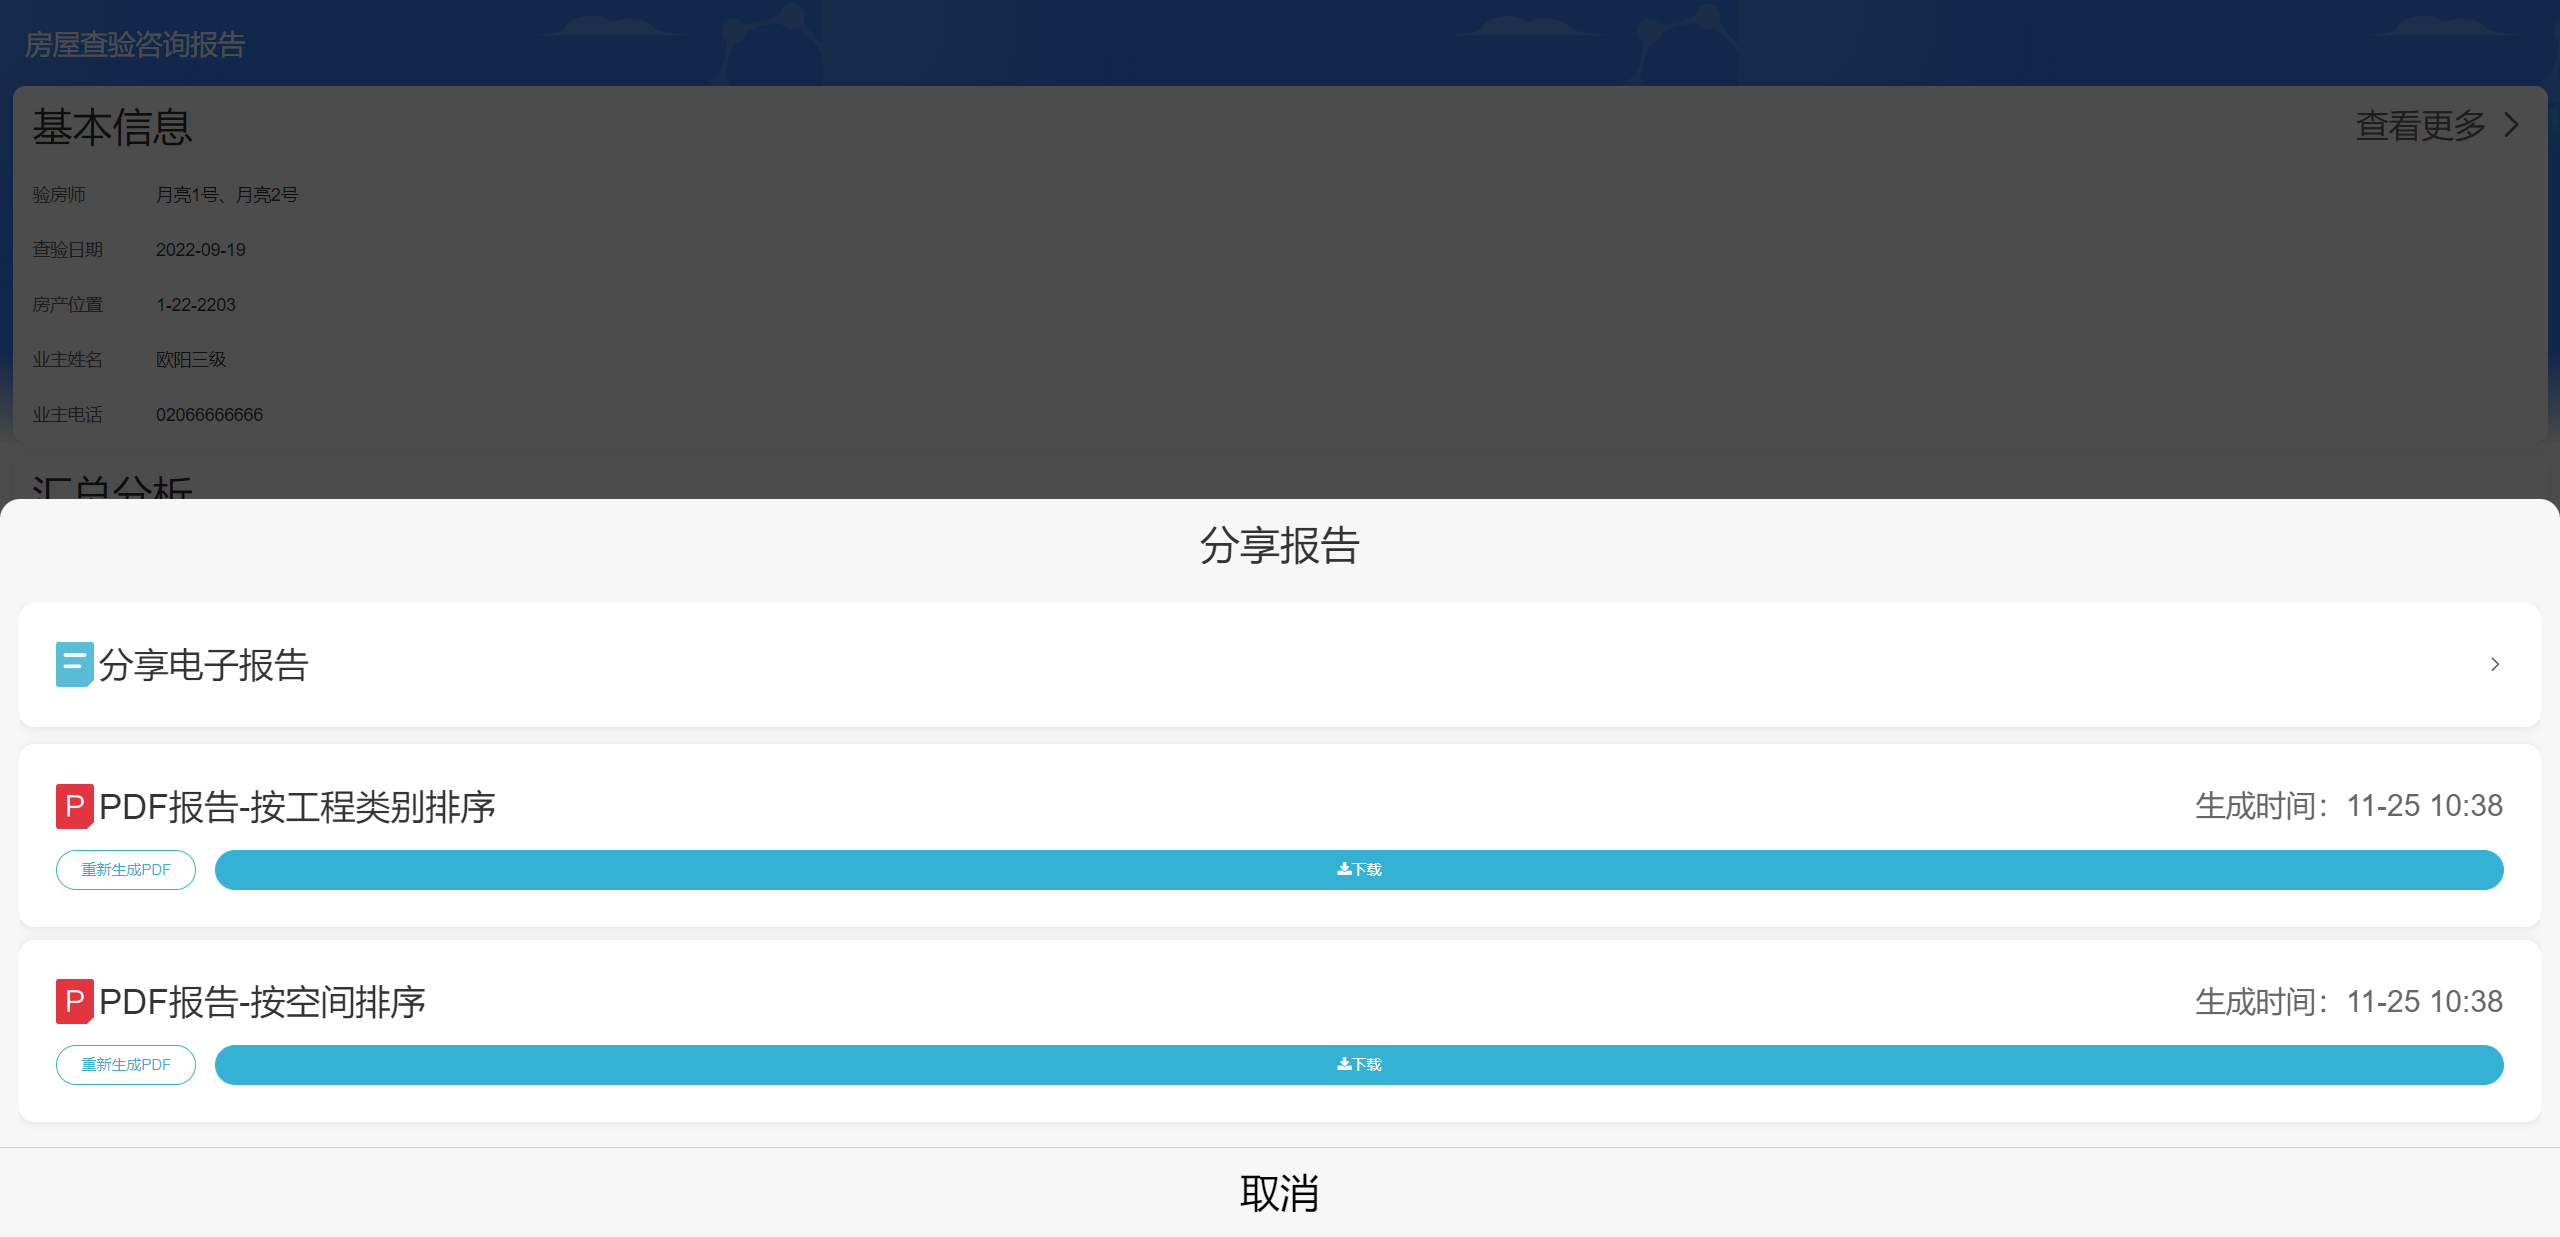 房屋查验咨询报告
基本信息
查看更多
验房师 月亮1号、月亮2号
查验日期 2022-09-19
房产位置 1-22-2203
业主姓名 欧阳三级
业主电话 02066666666
汇总分析
分享报告
分享电子报告
P PDF报告-按工程类别排序 生成时间：11-25 10:38
重新生成PDF 下载
P PDF报告-按空间排序 生成时间：11-25 10:38
重新生成PDF 下载
取消